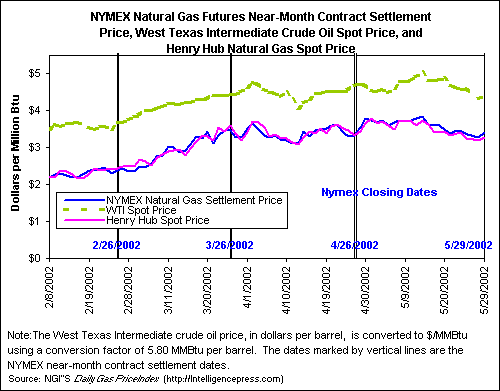 NYMEX Natural Gas Futures Near-Month Contract Settlement
Price, West Texas Intermediate Crude Oil Spot Price, and
Henry Hub Natural Gas Spot Price
Dollars per Million Btu
$5
$4
$3
$2
$1
$0
NYMEX Natural Gas Settlement Price
WTI Spot Price
Henry Hub Spot Price
Nymex Closing Dates
2/26/2002
3/26/2002
4/26/2002
5/29/2002
2/8/2002
2/19/2002
2/28/2002
3/11/2002
3/20/2002
4/1/2002
4/10/2002
4/19/2002
4/30/2002
5/9/2002
5/20/2002
5/29/2002
Note:The West Texas Intermediate crude oil price, in dollars per barrel, is converted to $/MMBtu
using a conversion factor of 5.80 MMBtu per barrel. The dates marked by vertical lines are the
NYMEX near-month contract settlement dates.
Source: NGI"S Daily Gas PriceIndex (http://Intelligencepress.com)